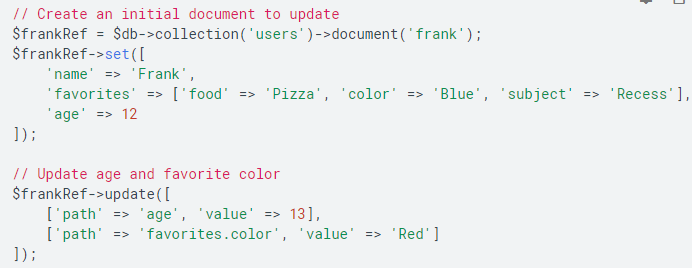 // Create an initial document to update
$frankRef = $db->collection('users')->document('frank');
$frankRef->set([
    'name' => 'Frank',
    'favorites' => ['food' => 'Pizza', 'color' => 'Blue', 'subject' => 'Recess'],
    'age' => 12
]);

// Update age and favorite color
$frankRef->update([
    ['path' => 'age', 'value' => 13],
    ['path' => 'favorites.color', 'value' => 'Red']
]);